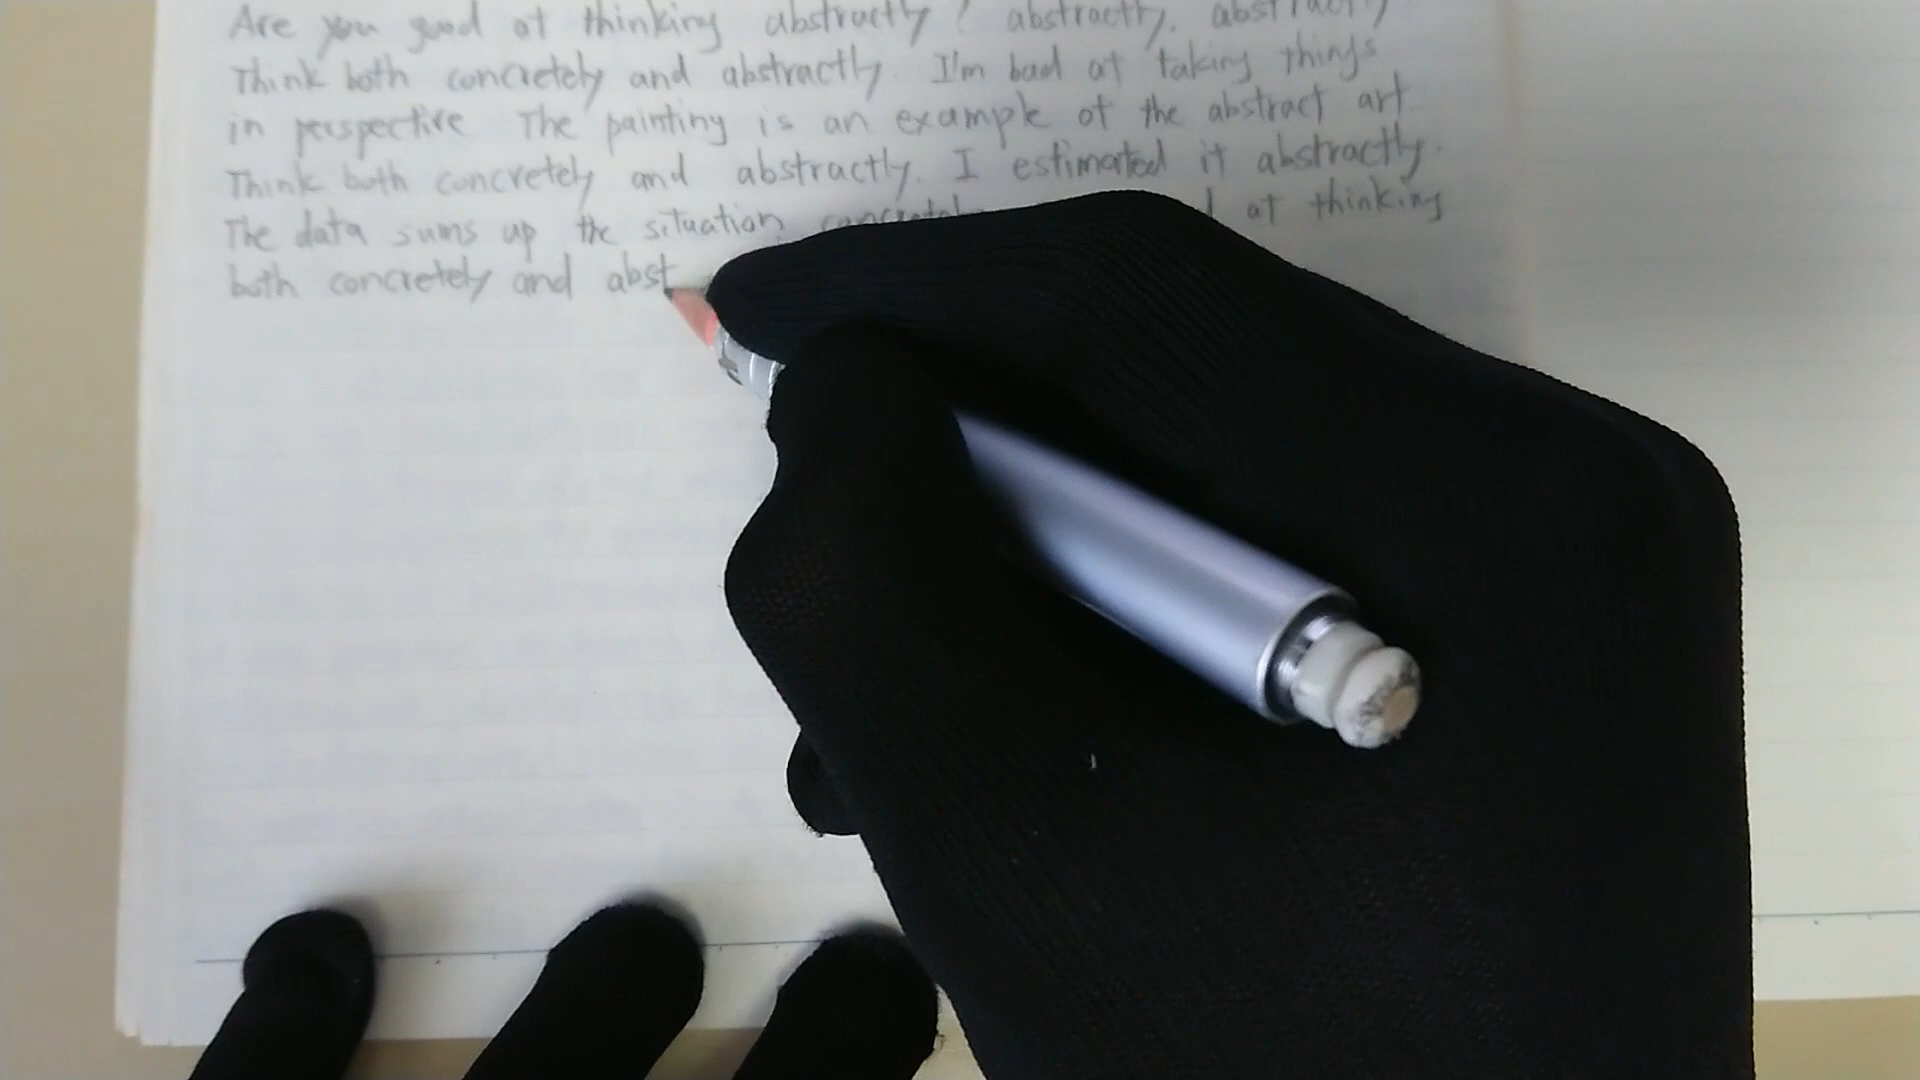 Are you good at thinking abstractly? abstractly. abstractly
Think both concretely and abstractly. I'm bad at taking things
in perspective The painting is an example of the abstract art
Think both concretely and abstractly. I estimated it abstractly.
The data sums up the situation at thinking
both concretely and abst